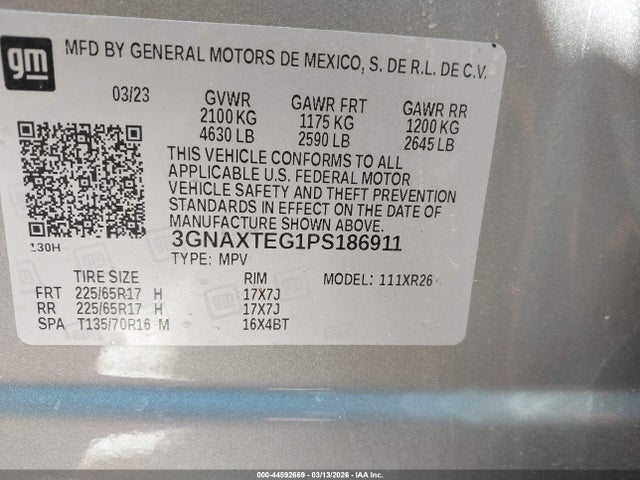 gm
MFD BY GENERAL MOTORS DE MEXICO, S. DE R.L. DE C.V.
03/23 GVWR GAWR FRT GAWR RR
2100 KG 1175 KG 1200 KG
4630 LB 2590 LB 2645 LB
THIS VEHICLE CONFORMS TO ALL
APPLICABLE U.S. FEDERAL MOTOR
VEHICLE SAFETY AND THEFT PREVENTION
STANDARDS IN EFFECT ON THE DATE OF
MANUFACTURE SHOWN ABOVE.
130H 3GNAXTEG1PS186911
TYPE: MPV
TIRE SIZE RIM MODEL: 111XR26
FRT 225/65R17 H 17X7J
RR 225/65R17 H 17X7J
SPA T135/70R16 M 16X4BT
000-44592669 | 03/13/2026 | IAA Inc.